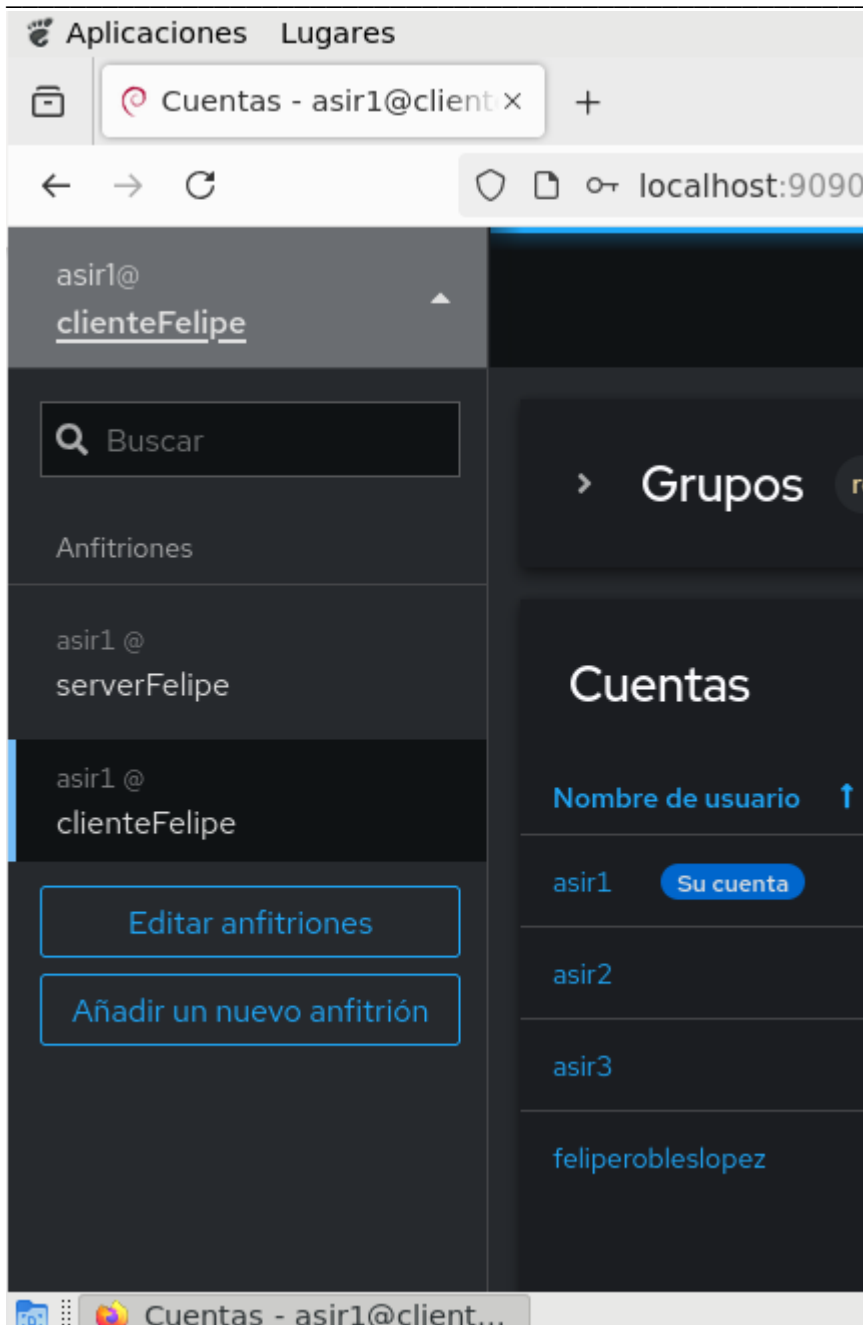 Aplicaciones Lugares
Cuentas - asir1@client
localhost:9090
asir1@
clienteFelipe
Buscar
Anfitriones
asir1 @
serverFelipe
asir1 @
clienteFelipe
Editar anfitriones
Añadir un nuevo anfitrión
Grupos
Cuentas
Nombre de usuario
asir1 Su cuenta
asir2
asir3
feliperobleslopez
Cuentas - asir1@client...